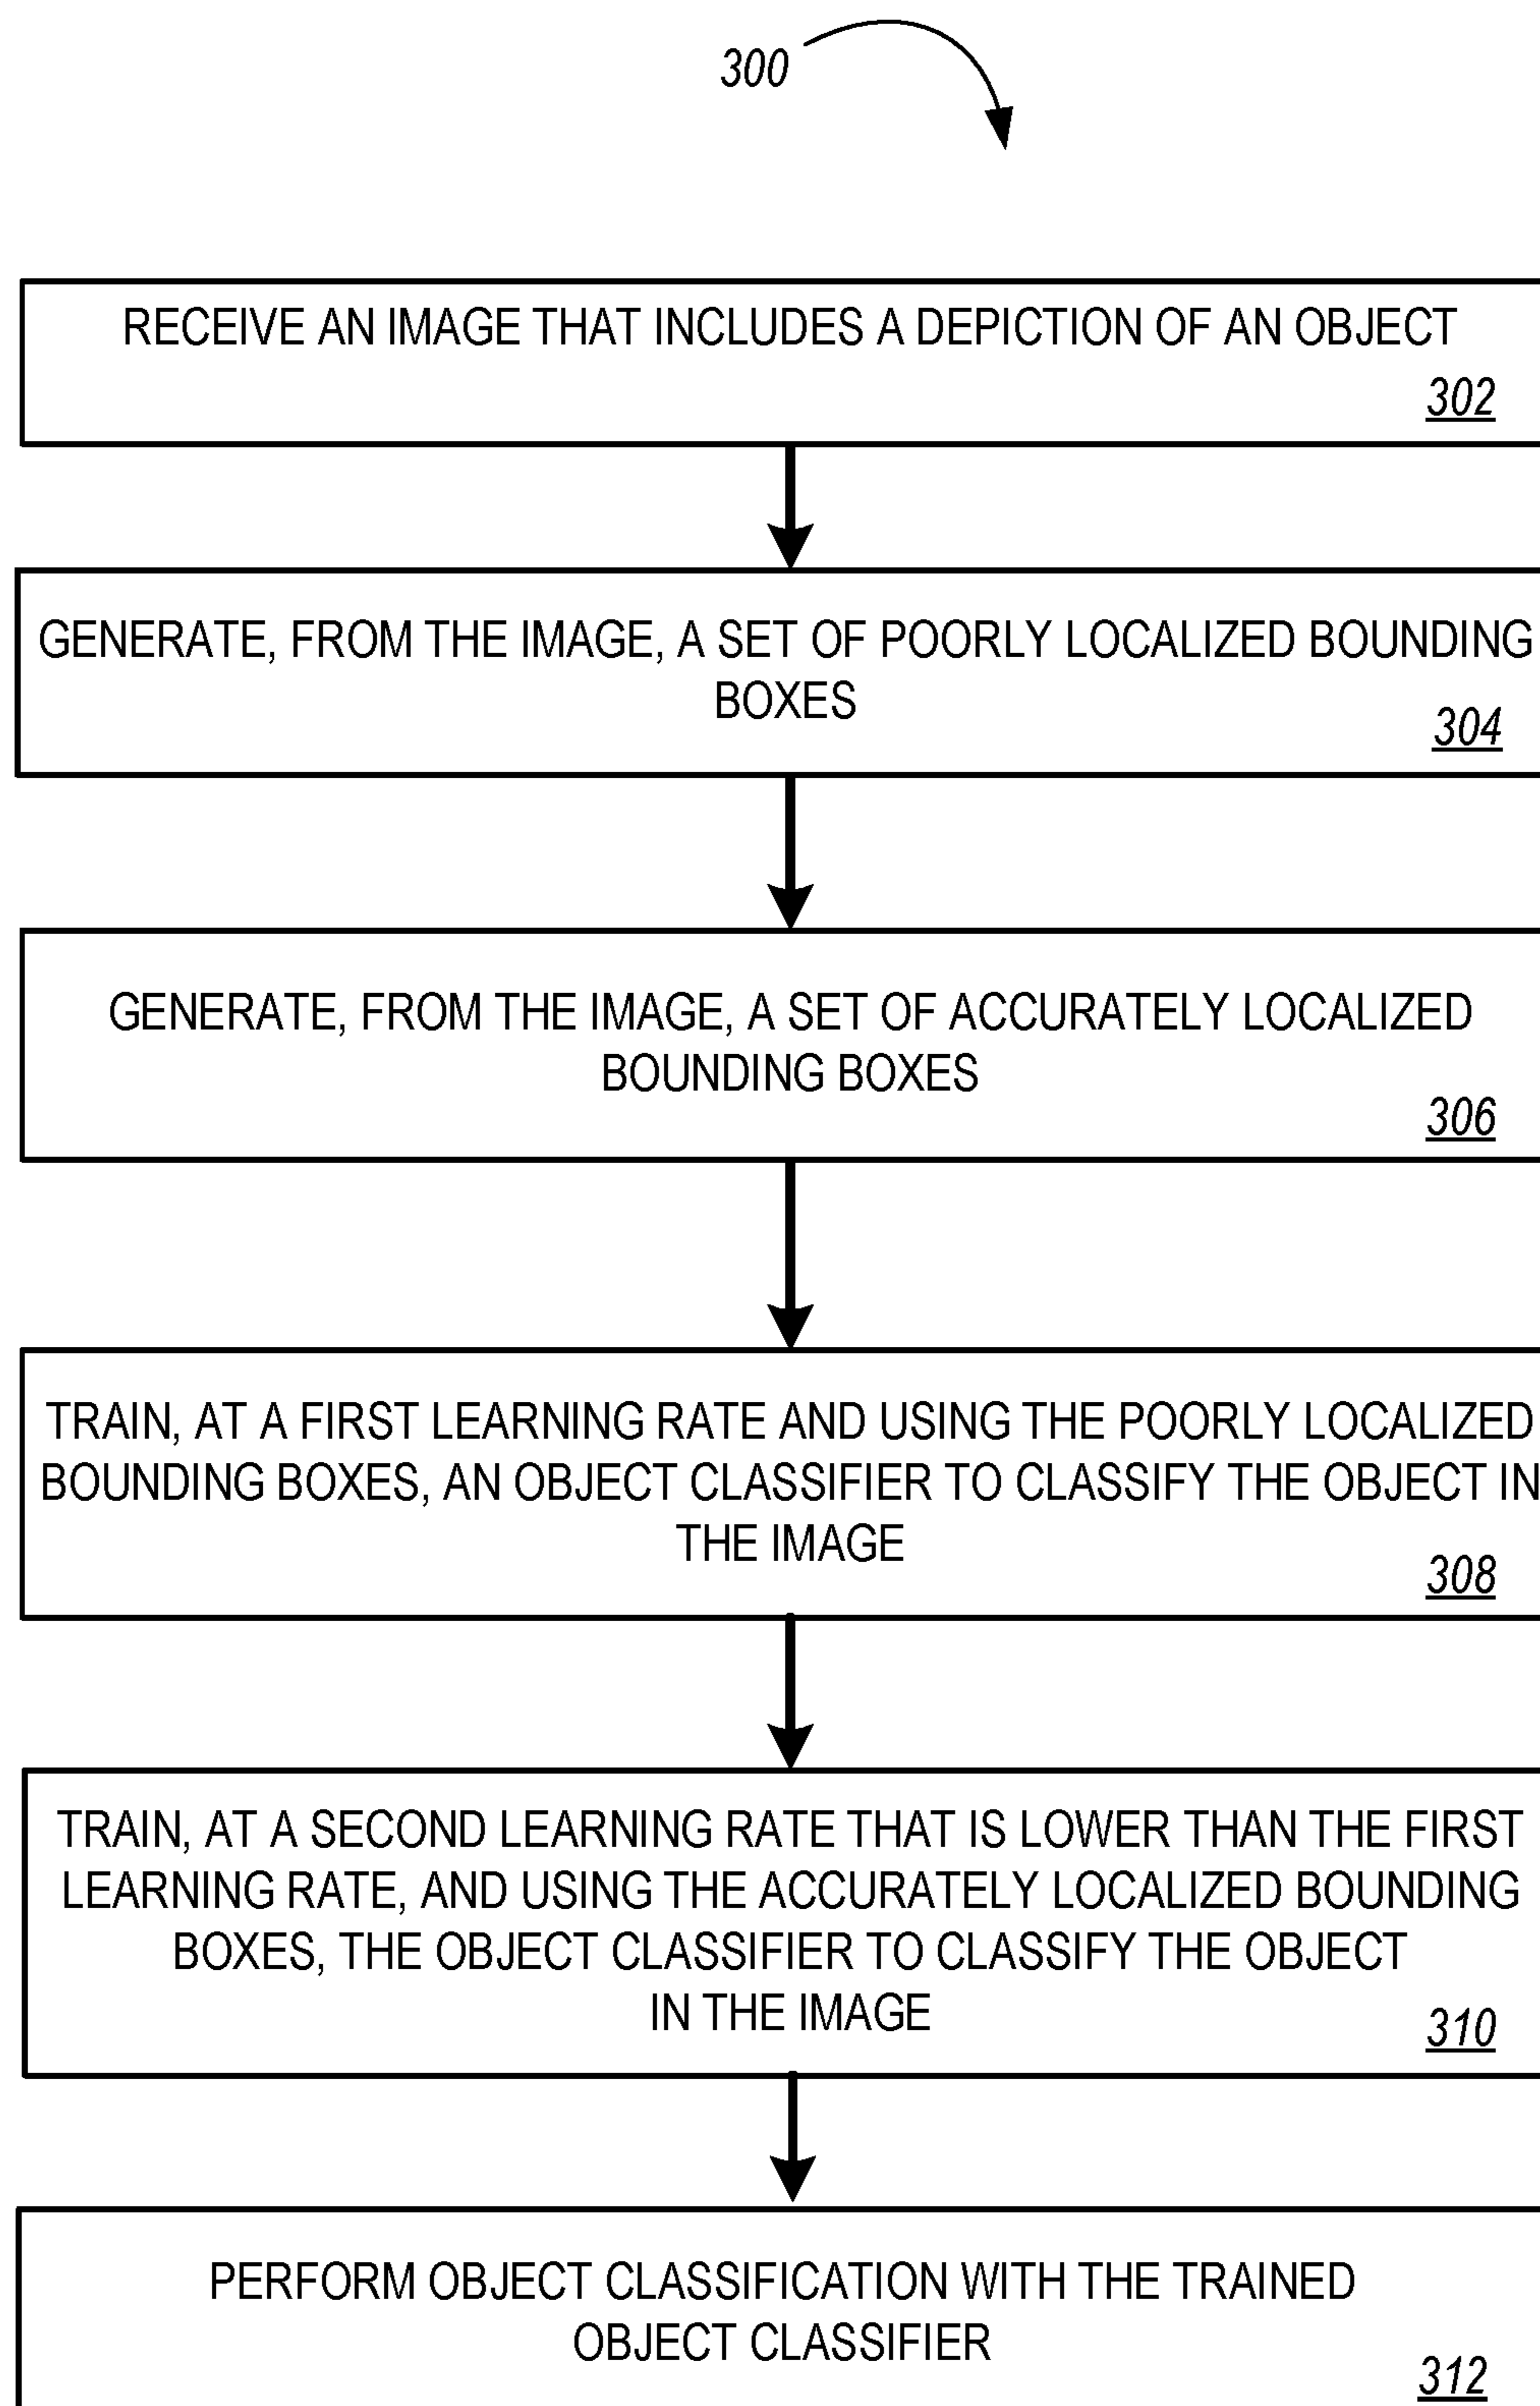 300
RECEIVE AN IMAGE THAT INCLUDES A DEPICTION OF AN OBJECT
302
GENERATE, FROM THE IMAGE, A SET OF POORLY LOCALIZED BOUNDING
BOXES
304
GENERATE, FROM THE IMAGE, A SET OF ACCURATELY LOCALIZED
BOUNDING BOXES
306
TRAIN, AT A FIRST LEARNING RATE AND USING THE POORLY LOCALIZED
BOUNDING BOXES, AN OBJECT CLASSIFIER TO CLASSIFY THE OBJECT IN
THE IMAGE
308
TRAIN, AT A SECOND LEARNING RATE THAT IS LOWER THAN THE FIRST
LEARNING RATE, AND USING THE ACCURATELY LOCALIZED BOUNDING
BOXES, THE OBJECT CLASSIFIER TO CLASSIFY THE OBJECT
IN THE IMAGE
310
PERFORM OBJECT CLASSIFICATION WITH THE TRAINED
OBJECT CLASSIFIER
312